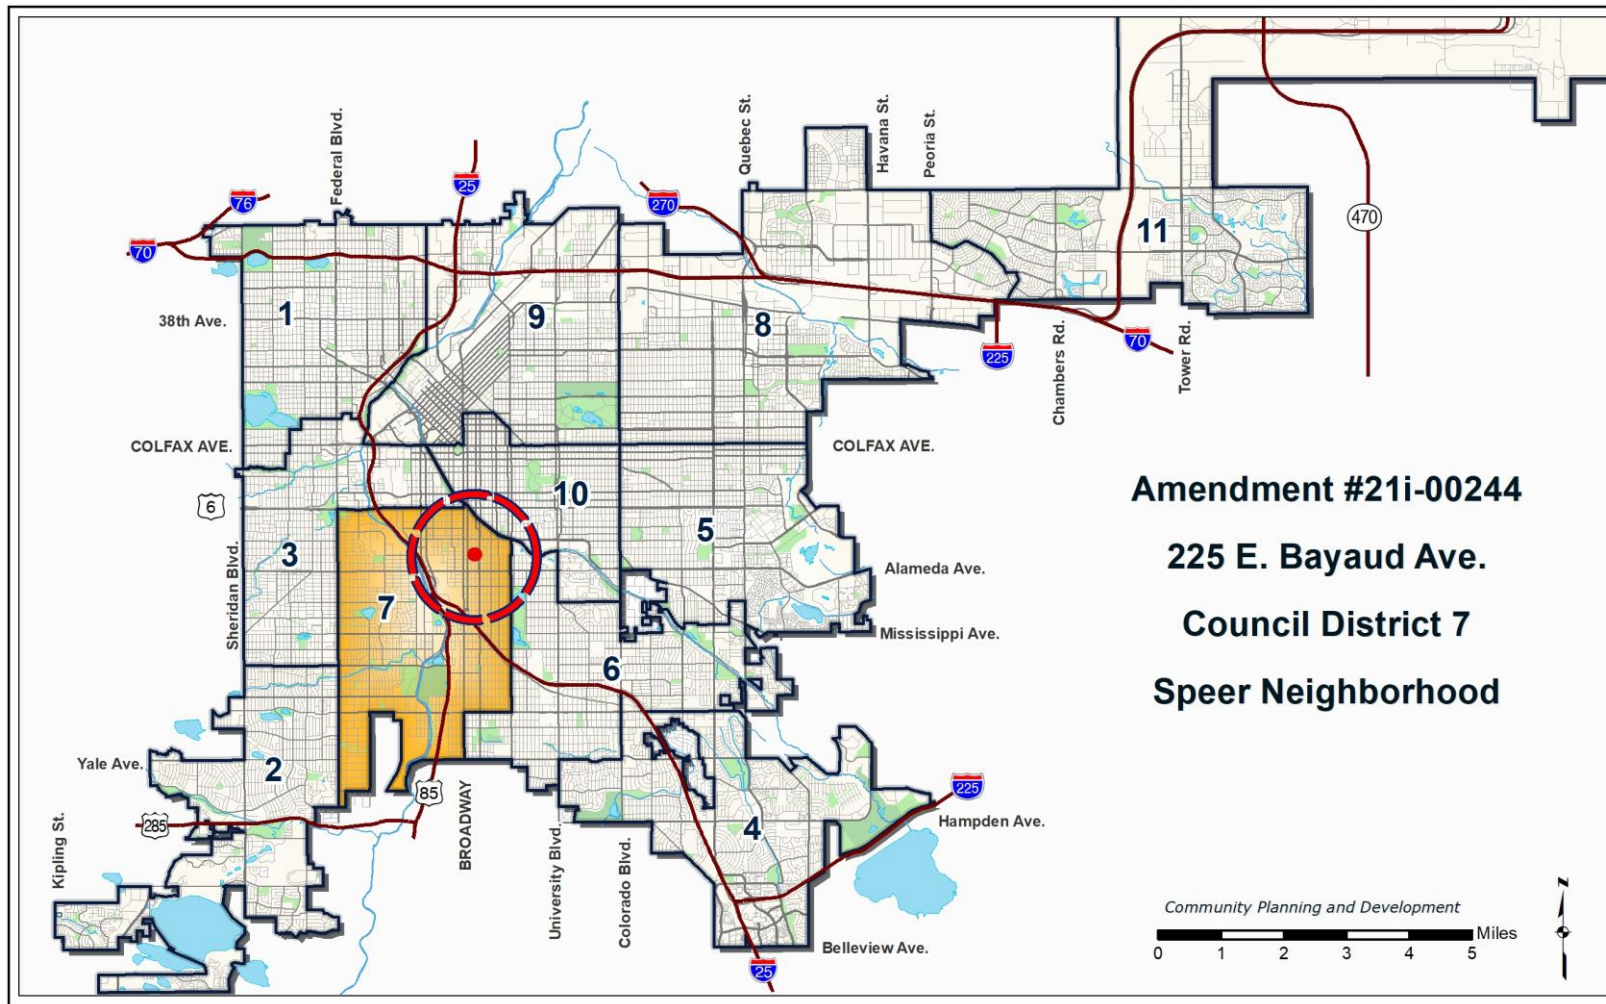 Federal Blvd.
Quebec St.
Havana St.
Peoria St.
76
25
270
70
470
11
38th Ave.
1
9
8
225
70
Chambers Rd.
Tower Rd.
COLFAX AVE.
COLFAX AVE.
6
10
5
3
Sheridan Blvd.
7
Alameda Ave.
Mississippi Ave.
6
Amendment #21i-00244
225 E. Bayaud Ave.
Council District 7
Speer Neighborhood
Yale Ave.
2
85
285
BROADWAY
Kipling St.
University Blvd.
Colorado Blvd.
4
225
Hampden Ave.
Belleview Ave.
25
Community Planning and Development
Miles
0 1 2 3 4 5
N